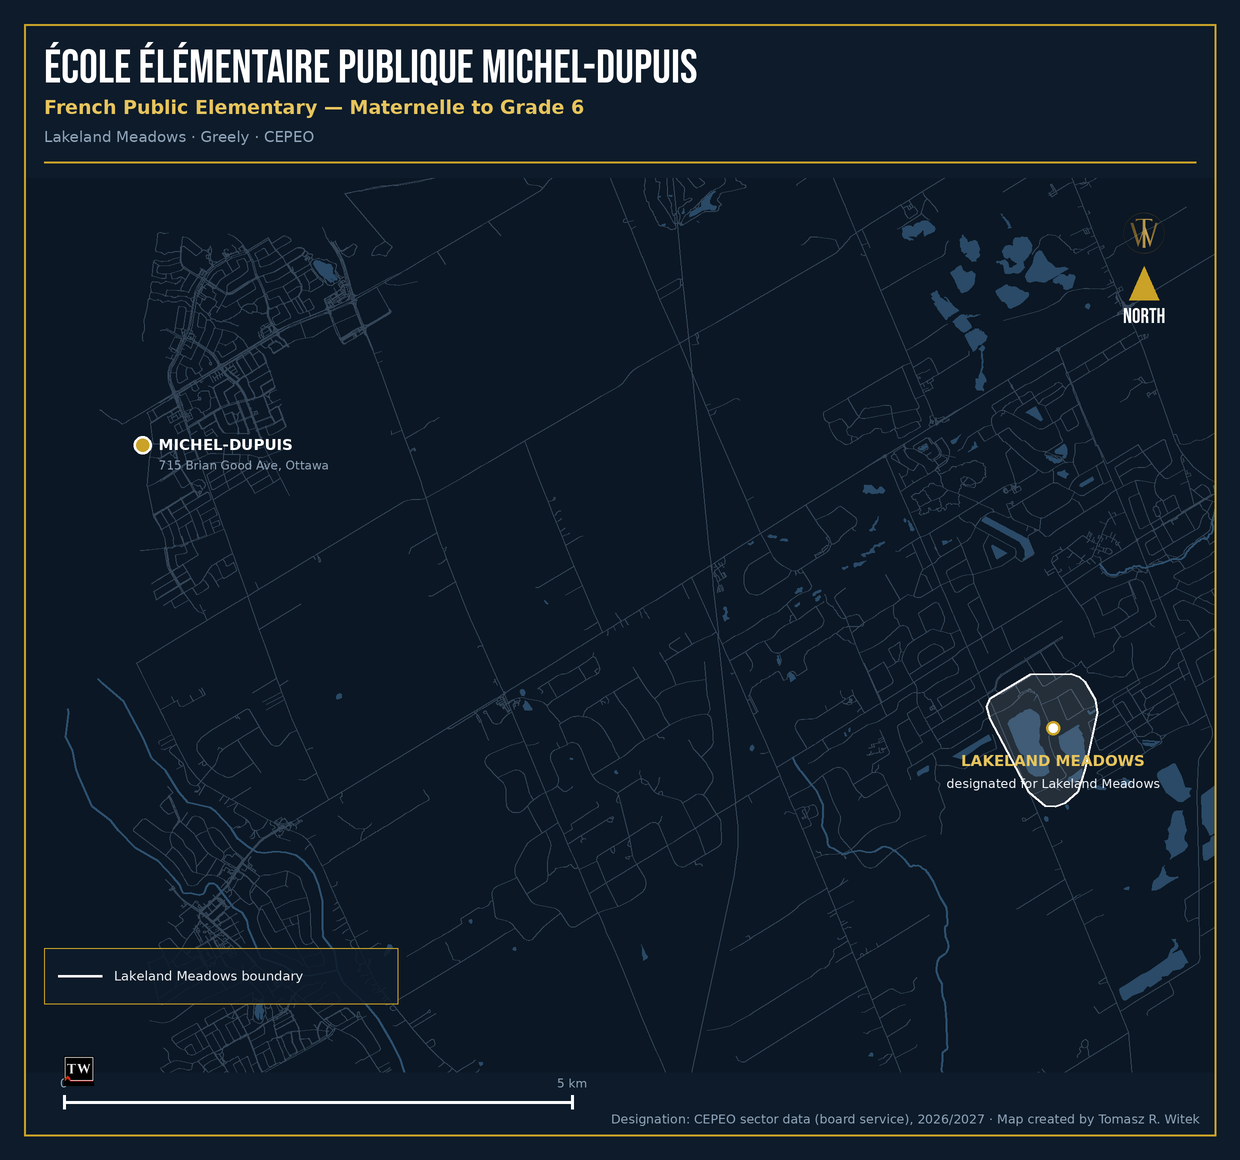 ÉCOLE ÉLÉMENTAIRE PUBLIQUE MICHEL-DUPUIS
French Public Elementary — Maternelle to Grade 6
Lakeland Meadows · Greely · CEPEO
TW
NORTH
MICHEL-DUPUIS
715 Brian Good Ave, Ottawa
LAKELAND MEADOWS
designated for Lakeland Meadows
Lakeland Meadows boundary
TW
0
5 km
Designation: CEPEO sector data (board service), 2026/2027 · Map created by Tomasz R. Witek